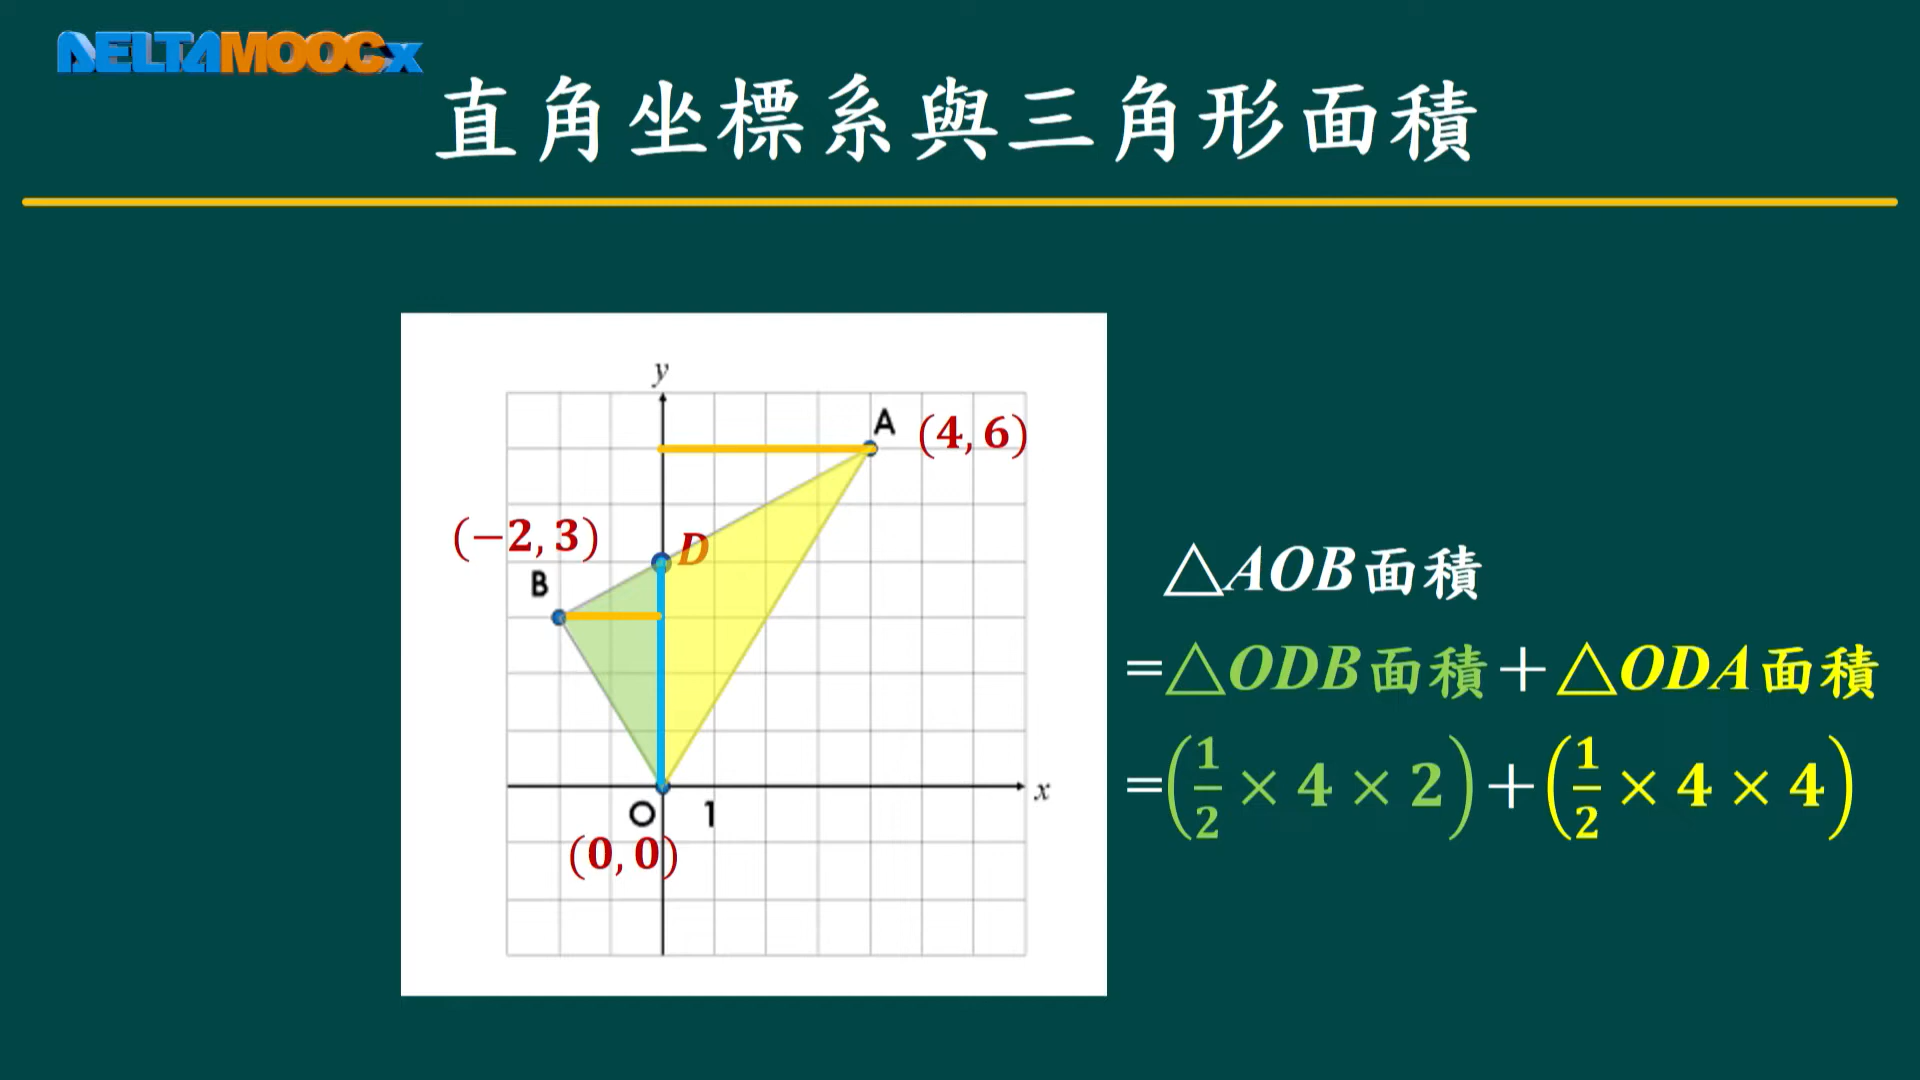 DELTAMOOCx
直角坐標系與三角形面積
y
A (4,6)
(−2,3)
D
B
x
O 1
(0,0)
△AOB面積
=△ODB面積+△ODA面積
=(1/2×4×2)+(1/2×4×4)